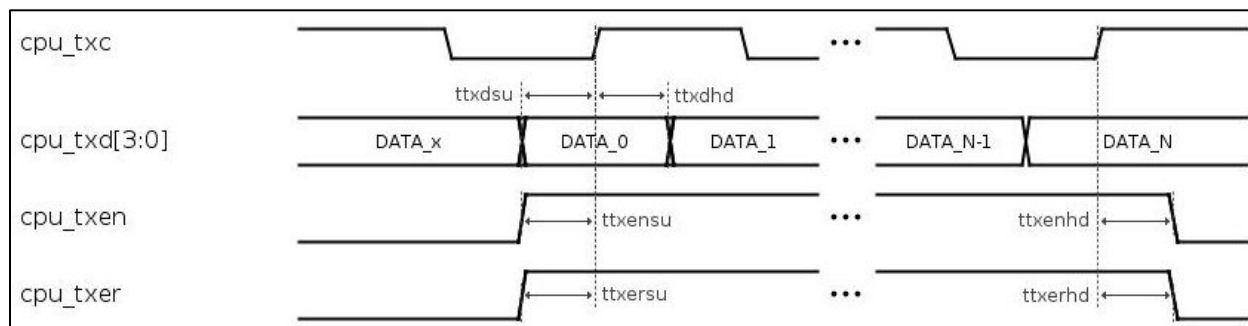 cpu_txc
ttxdsu ttxdhd
cpu_txd[3:0] DATA_x DATA_0 DATA_1 ••• DATA_N-1 DATA_N
cpu_txen ttxensu ••• ttxenhd
cpu_txer ttxersu ••• ttxerhd